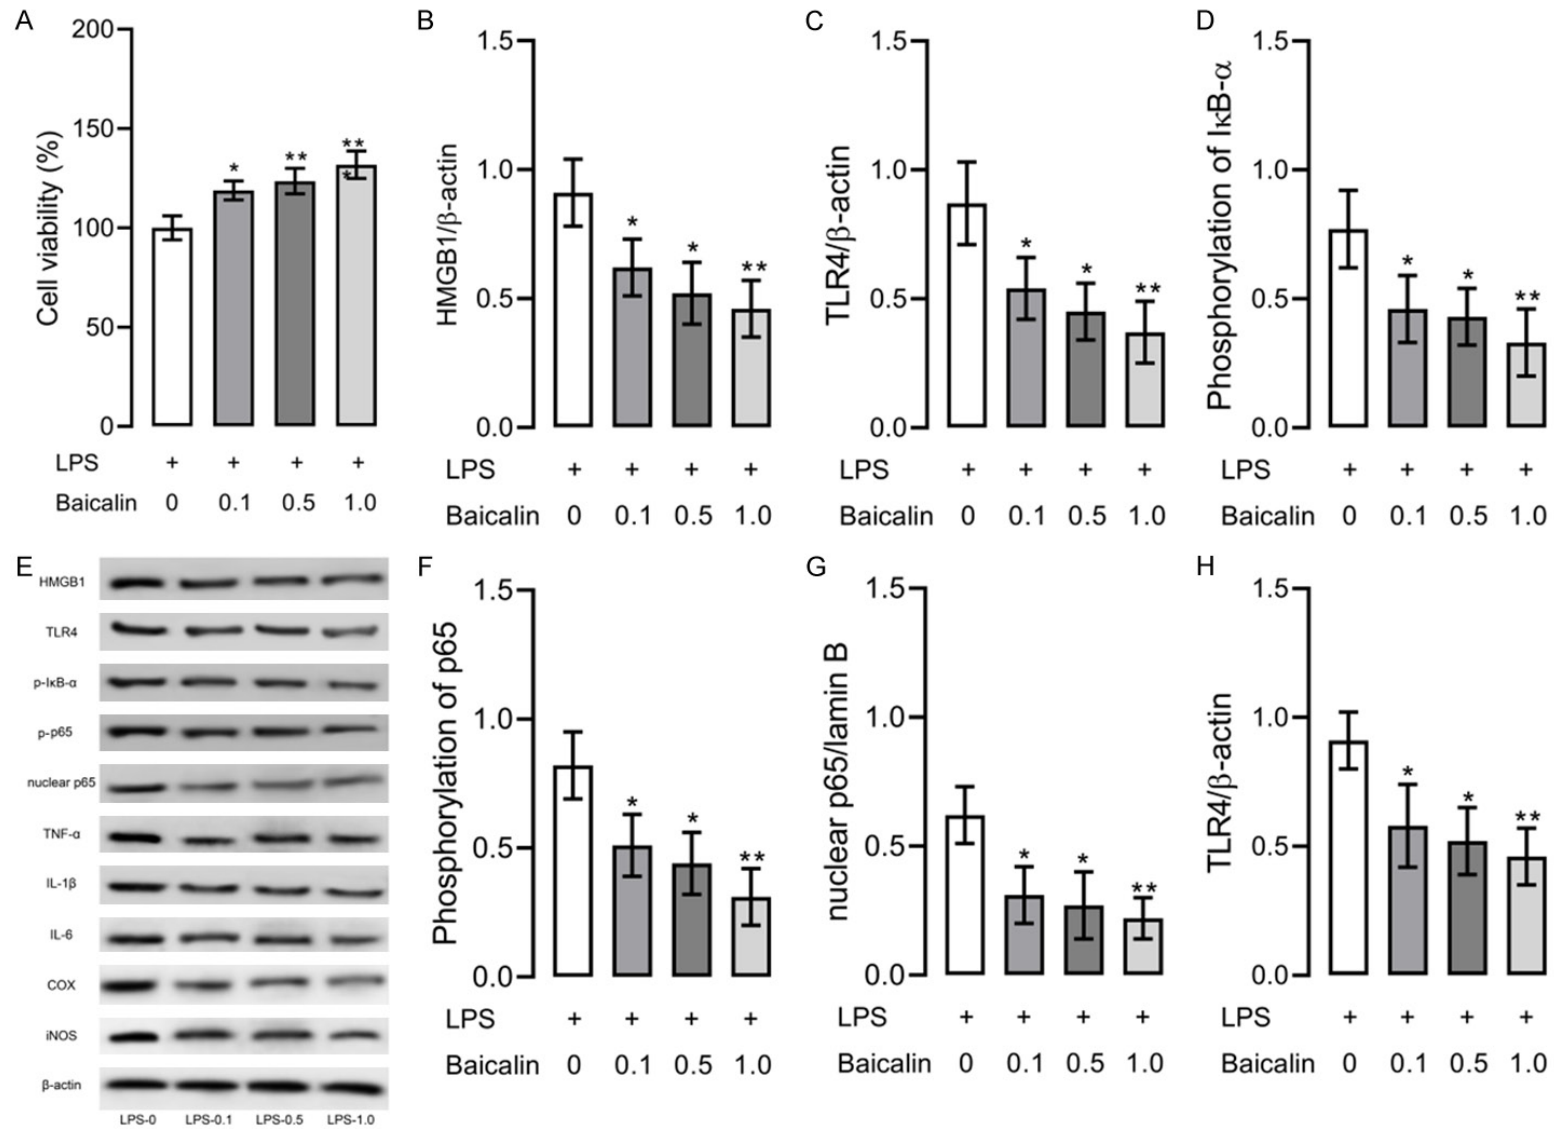 A
200
150
100
50
0
Cell viability (%)
*
**
**
*
LPS + + + +
Baicalin 0 0.1 0.5 1.0
B
1.5
1.0
0.5
0.0
HMGB1/β-actin
*
*
**
LPS + + + +
Baicalin 0 0.1 0.5 1.0
C
1.5
1.0
0.5
0.0
TLR4/β-actin
*
*
**
LPS + + + +
Baicalin 0 0.1 0.5 1.0
D
1.5
1.0
0.5
0.0
Phosphorylation of IκB-α
*
*
**
LPS + + + +
Baicalin 0 0.1 0.5 1.0
E
HMGB1
TLR4
p-IκB-α
p-p65
nuclear p65
TNF-α
IL-1β
IL-6
COX
iNOS
β-actin
LPS-0 LPS-0.1 LPS-0.5 LPS-1.0
F
1.5
1.0
0.5
0.0
Phosphorylation of p65
*
*
**
LPS + + + +
Baicalin 0 0.1 0.5 1.0
G
1.5
1.0
0.5
0.0
nuclear p65/lamin B
*
*
**
LPS + + + +
Baicalin 0 0.1 0.5 1.0
H
1.5
1.0
0.5
0.0
TLR4/β-actin
*
*
**
LPS + + + +
Baicalin 0 0.1 0.5 1.0